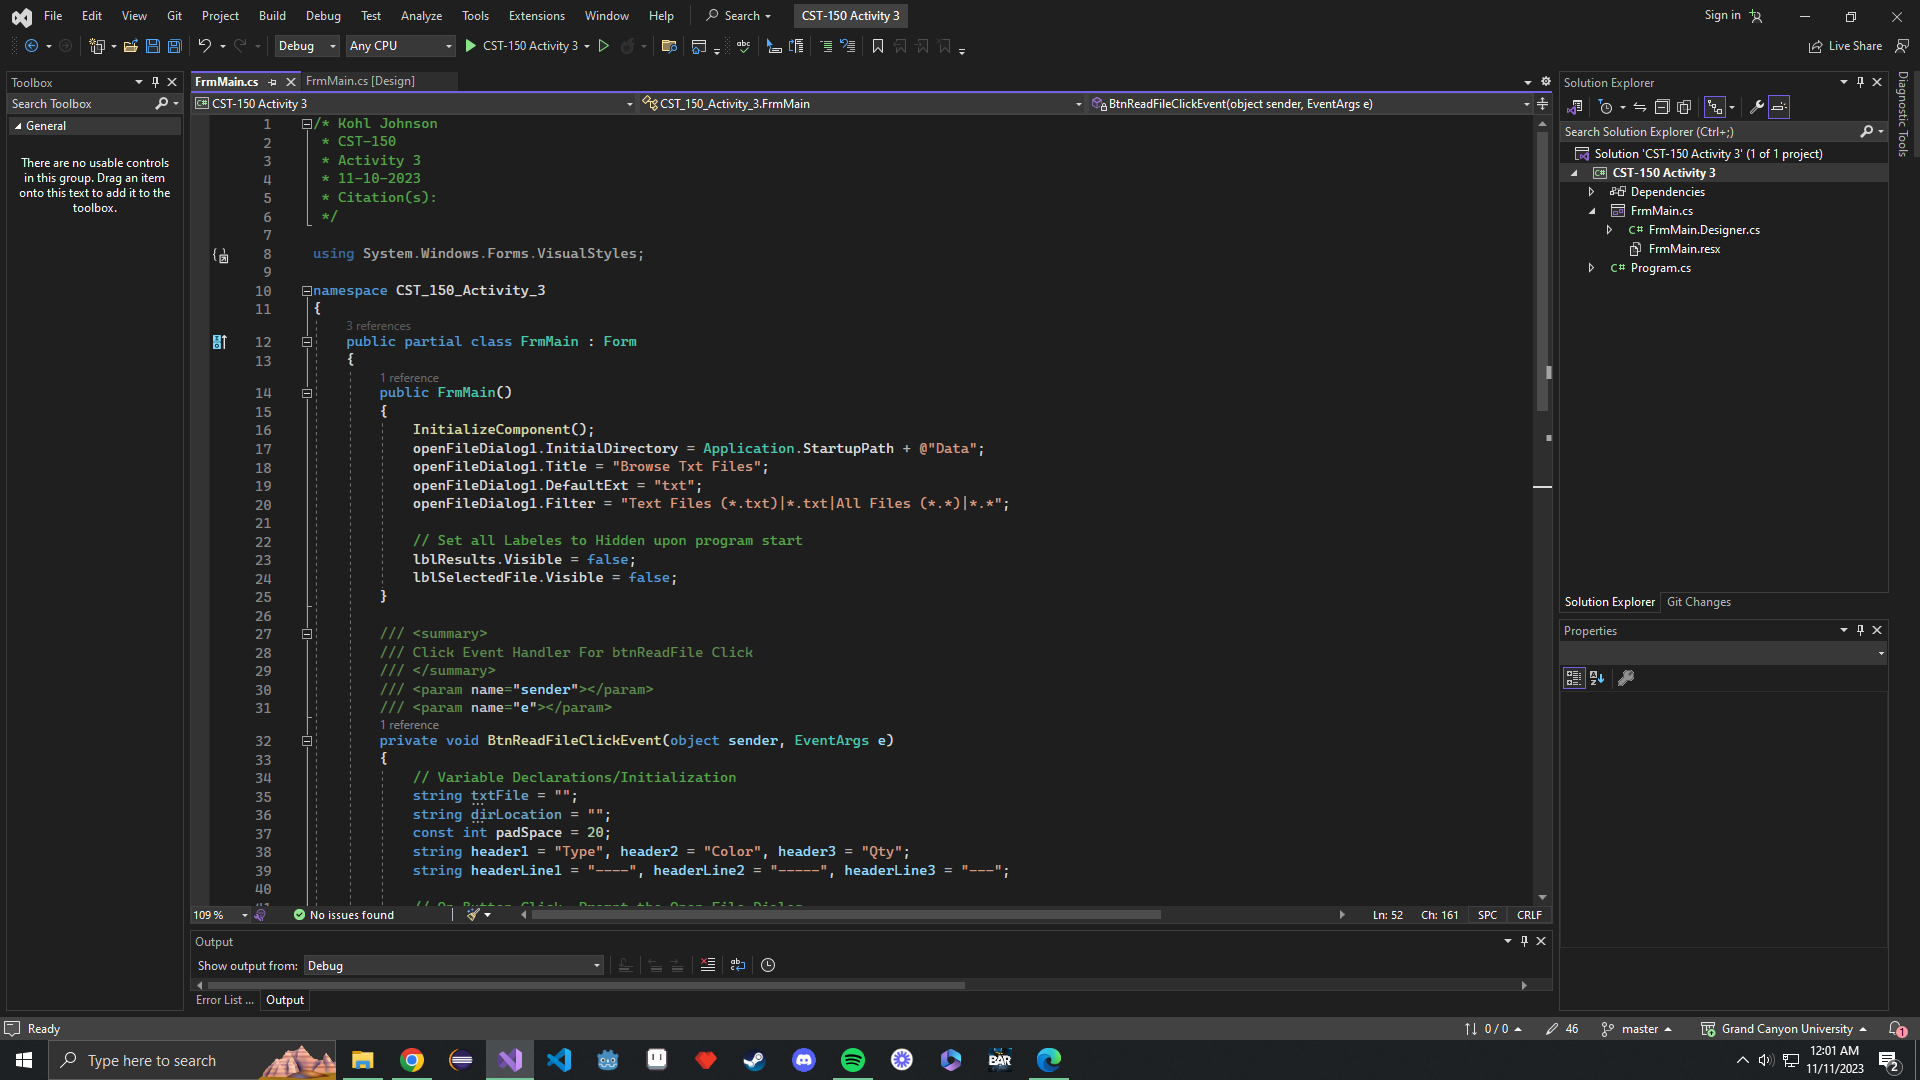 File Edit View Git Project Build Debug Test Analyze Tools Extensions Window Help Search CST-150 Activity 3 Sign in
Debug Any CPU CST-150 Activity 3 Live Share
Toolbox
Search Toolbox
General
There are no usable controls
in this group. Drag an item
onto this text to add it to the
toolbox.
FrmMain.cs FrmMain.cs [Design]
CST-150 Activity 3 CST_150_Activity_3.FrmMain BtnReadFileClickEvent(object sender, EventArgs e)
1 /* Kohl Johnson
2 * CST-150
3 * Activity 3
4 * 11-10-2023
5 * Citation(s):
6 */
7
8 using System.Windows.Forms.VisualStyles;
9
10 namespace CST_150_Activity_3
11 {
3 references
12 public partial class FrmMain : Form
13 {
1 reference
14 public FrmMain()
15 {
16 InitializeComponent();
17 openFileDialog1.InitialDirectory = Application.StartupPath + @"Data";
18 openFileDialog1.Title = "Browse Txt Files";
19 openFileDialog1.DefaultExt = "txt";
20 openFileDialog1.Filter = "Text Files (*.txt)|*.txt|All Files (*.*)|*.*";
21
22 // Set all Labeles to Hidden upon program start
23 lblResults.Visible = false;
24 lblSelectedFile.Visible = false;
25 }
26
27 /// <summary>
28 /// Click Event Handler For btnReadFile Click
29 /// </summary>
30 /// <param name="sender"></param>
31 /// <param name="e"></param>
1 reference
32 private void BtnReadFileClickEvent(object sender, EventArgs e)
33 {
34 // Variable Declarations/Initialization
35 string txtFile = "";
36 string dirLocation = "";
37 const int padSpace = 20;
38 string header1 = "Type", header2 = "Color", header3 = "Qty";
39 string headerLine1 = "----", headerLine2 = "-----", headerLine3 = "---";
40
41 // On Button Click, Prompt the Open File Dialog
109 % No issues found Ln: 52 Ch: 161 SPC CRLF
Output
Show output from: Debug
Error List ... Output
Solution Explorer
Search Solution Explorer (Ctrl+;)
Solution 'CST-150 Activity 3' (1 of 1 project)
CST-150 Activity 3
Dependencies
FrmMain.cs
C# FrmMain.Designer.cs
FrmMain.resx
C# Program.cs
Solution Explorer Git Changes
Properties
Diagnostic Tools
Ready 0 / 0 46 master Grand Canyon University 1
Type here to search BAR 12:01 AM
11/11/2023 2